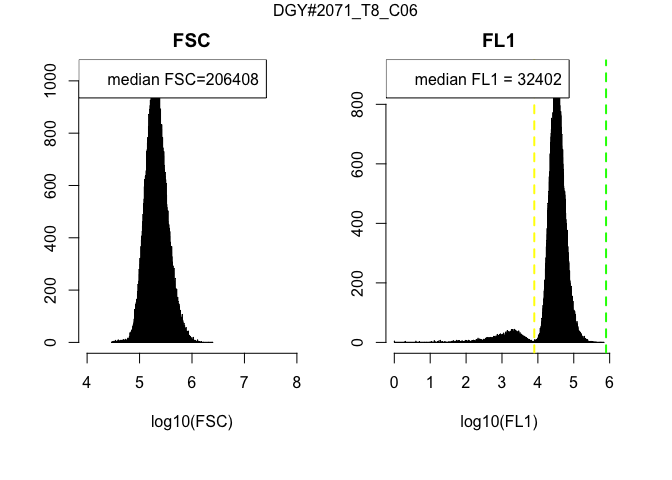 DGY#2071_T8_C06
FSC
median FSC=206408
0
200
400
600
800
1000
4 5 6 7 8
log10(FSC)
FL1
median FL1 = 32402
0
200
400
600
800
0 1 2 3 4 5 6
log10(FL1)